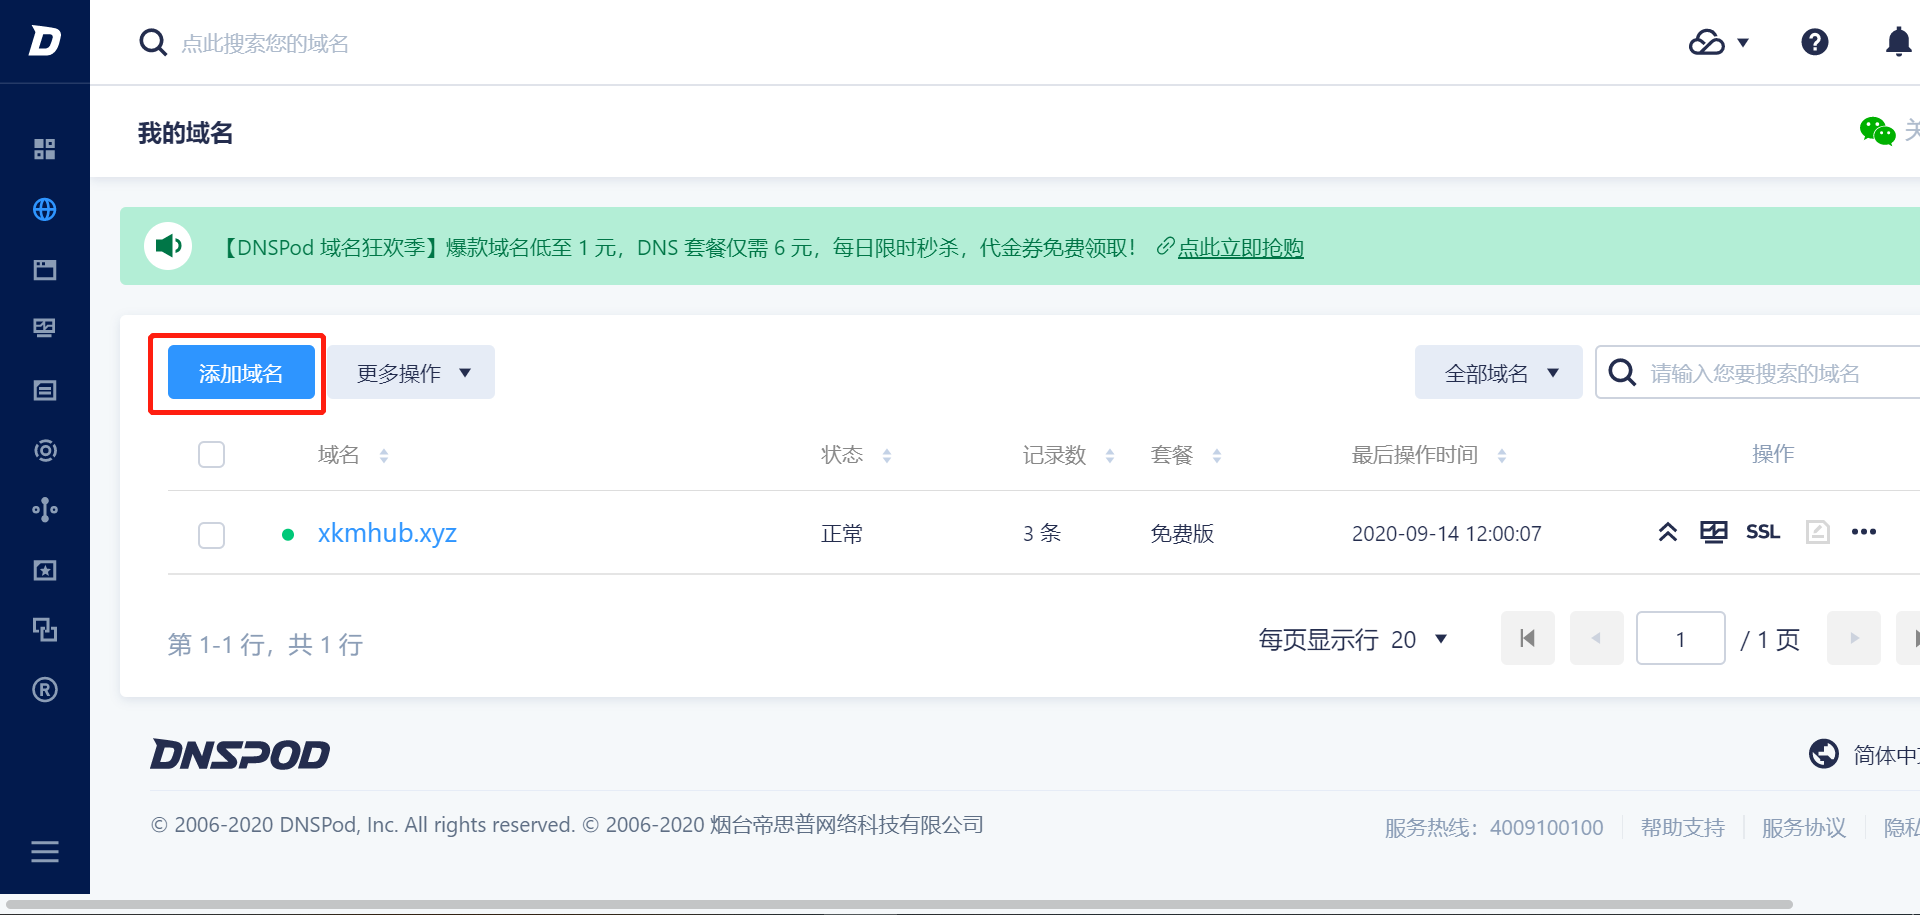 点此搜索您的域名
我的域名
【DNSPod 域名狂欢季】爆款域名低至 1 元，DNS 套餐仅需 6 元，每日限时秒杀，代金券免费领取！ 点此立即抢购
添加域名 更多操作 全部域名 请输入您要搜索的域名
域名 状态 记录数 套餐 最后操作时间 操作
xkmhub.xyz 正常 3 条 免费版 2020-09-14 12:00:07 SSL
第 1-1 行，共 1 行 每页显示行 20 1 / 1 页
DNSPOD 简体中
© 2006-2020 DNSPod, Inc. All rights reserved. © 2006-2020 烟台帝思普网络科技有限公司
服务热线：4009100100 帮助支持 服务协议 隐私